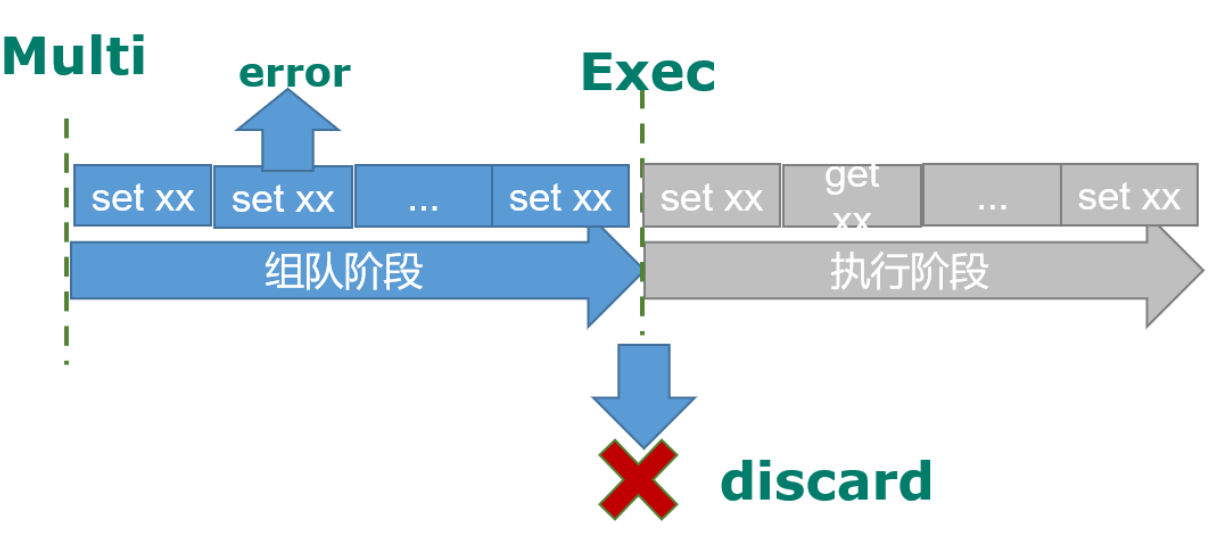 Multi
error
Exec
set xx
set xx
...
set xx
set xx
get
xx
...
set xx
组队阶段
执行阶段
discard